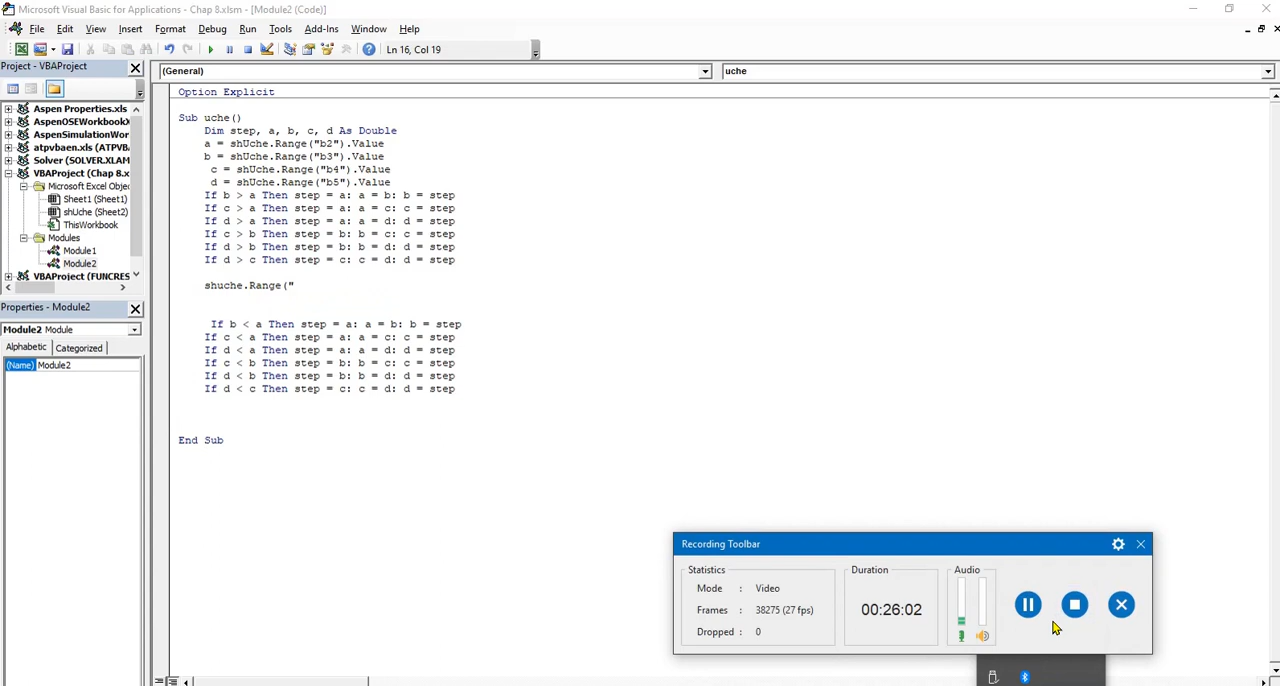 Microsoft Visual Basic for Applications - Chap 8.xlsm - [Module2 (Code)]
File Edit View Insert Format Debug Run Tools Add-Ins Window Help
Ln 16, Col 19
Project - VBAProject
(General)
uche
Aspen Properties.xls
AspenOSEWorkbookX
AspenSimulationWor
atpvbaen.xls (ATPVB
Solver (SOLVER.XLAM
VBAProject (Chap 8.x
Microsoft Excel Objec
Sheet1 (Sheet1)
shUche (Sheet2)
ThisWorkbook
Modules
Module1
Module2
VBAProject (FUNCRES
Properties - Module2
Module2 Module
Alphabetic Categorized
(Name) Module2
Option Explicit
Sub uche()
Dim step, a, b, c, d As Double
a = shUche.Range("b2").Value
b = shUche.Range("b3").Value
c = shUche.Range("b4").Value
d = shUche.Range("b5").Value
If b > a Then step = a: a = b: b = step
If c > a Then step = a: a = c: c = step
If d > a Then step = a: a = d: d = step
If c > b Then step = b: b = c: c = step
If d > b Then step = b: b = d: d = step
If d > c Then step = c: c = d: d = step
shuche.Range("
If b < a Then step = a: a = b: b = step
If c < a Then step = a: a = c: c = step
If d < a Then step = a: a = d: d = step
If c < b Then step = b: b = c: c = step
If d < b Then step = b: b = d: d = step
If d < c Then step = c: c = d: d = step
End Sub
Recording Toolbar
Statistics
Mode : Video
Frames : 38275 (27 fps)
Dropped : 0
Duration
00:26:02
Audio